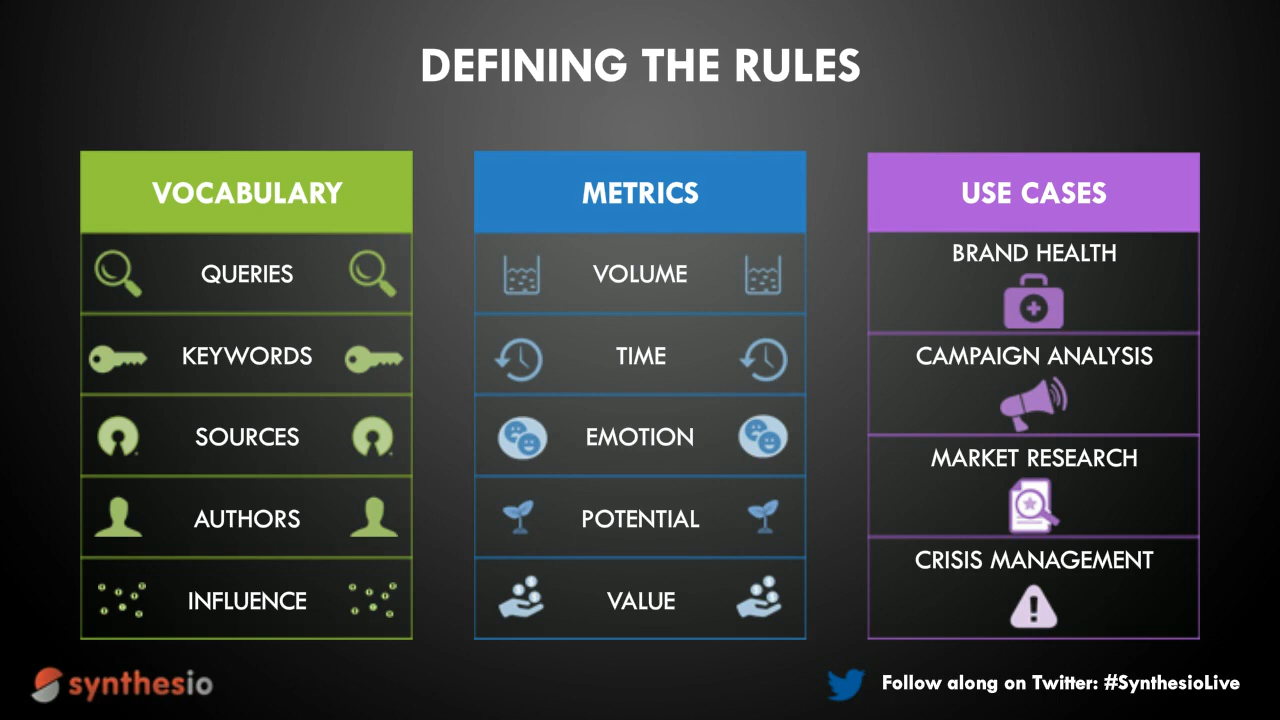 DEFINING THE RULES
VOCABULARY
QUERIES
KEYWORDS
SOURCES
AUTHORS
INFLUENCE
METRICS
VOLUME
TIME
EMOTION
POTENTIAL
VALUE
USE CASES
BRAND HEALTH
CAMPAIGN ANALYSIS
MARKET RESEARCH
CRISIS MANAGEMENT
synthesio
Follow along on Twitter: #SynthesioLive